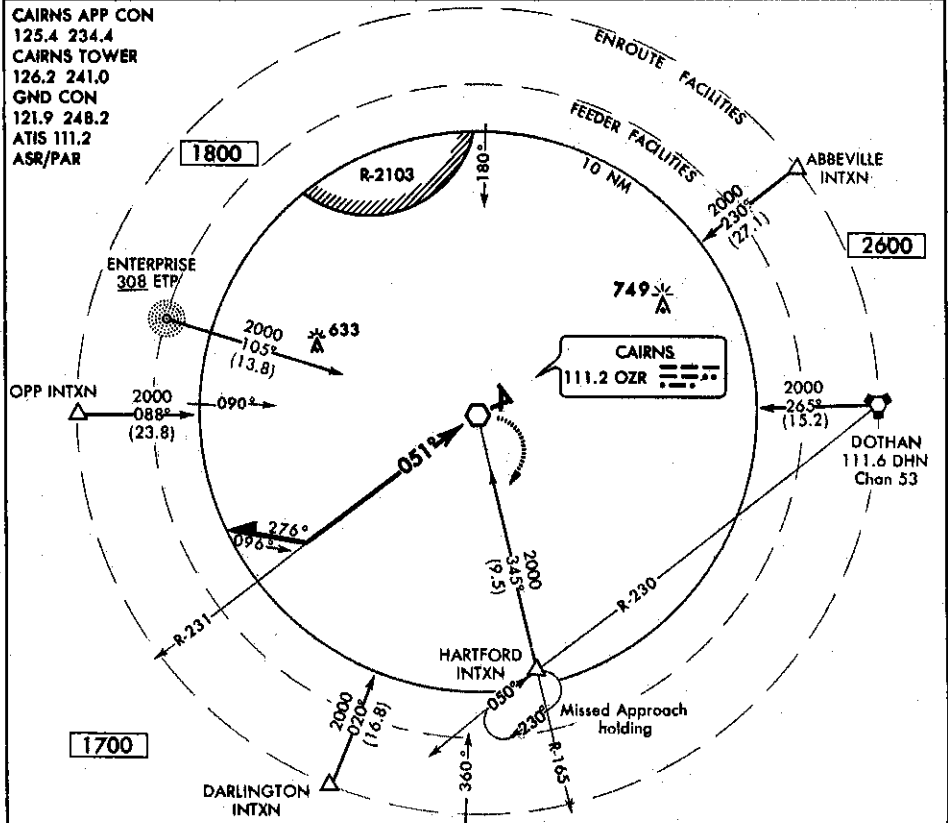 CAIRNS APP CON
125.4 234.4
CAIRNS TOWER
126.2 241.0
GND CON
121.9 248.2
ATIS 111.2
ASR/PAR
ENROUTE FACILITIES
FEEDER FACILITIES
10 NM
1800
R-2103
180°
ABBEVILLE
INTXN
2000
230°
(27.1)
2600
ENTERPRISE
308 ETP
2000
105°
(13.8)
633
749
CAIRNS
111.2 OZR
OPP INTXN
2000
088°
(23.8)
090°
2000
265°
(15.2)
DOTHAN
111.6 DHN
Chan 53
051°
276°
096°
2000
345°
(9.5)
R-230
R-231
HARTFORD
INTXN
050°
230°
Missed Approach
holding
R-165
2000
020°
(16.8)
360°
1700
DARLINGTON
INTXN